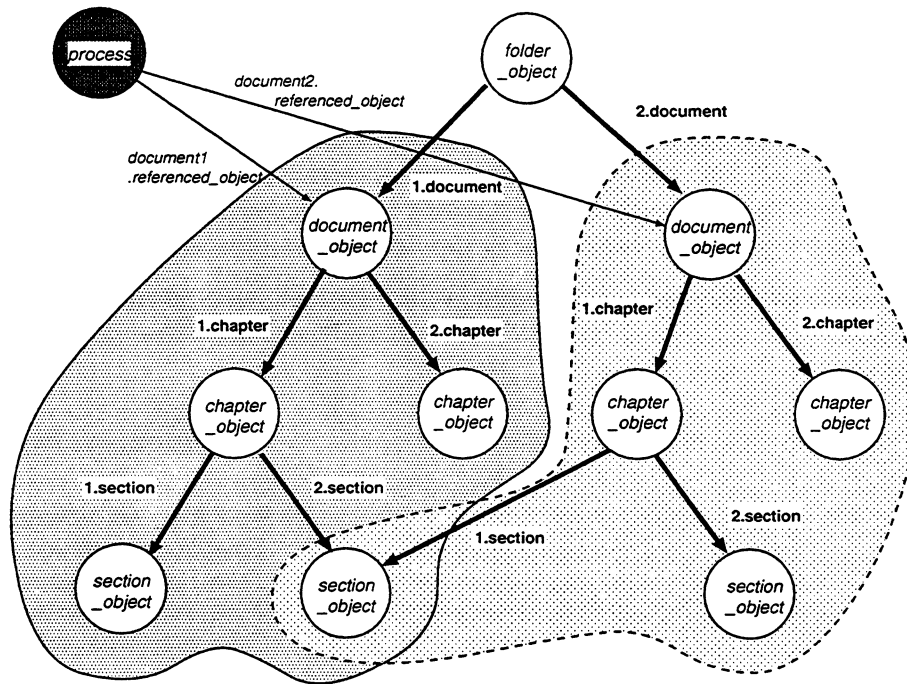 process
folder
_object
document2.
referenced_object
2.document
document1
.referenced_object
1.document
document
_object
document
_object
1.chapter
2.chapter
1.chapter
2.chapter
chapter
_object
chapter
_object
chapter
_object
chapter
_object
1.section
2.section
1.section
2.section
section
_object
section
_object
section
_object